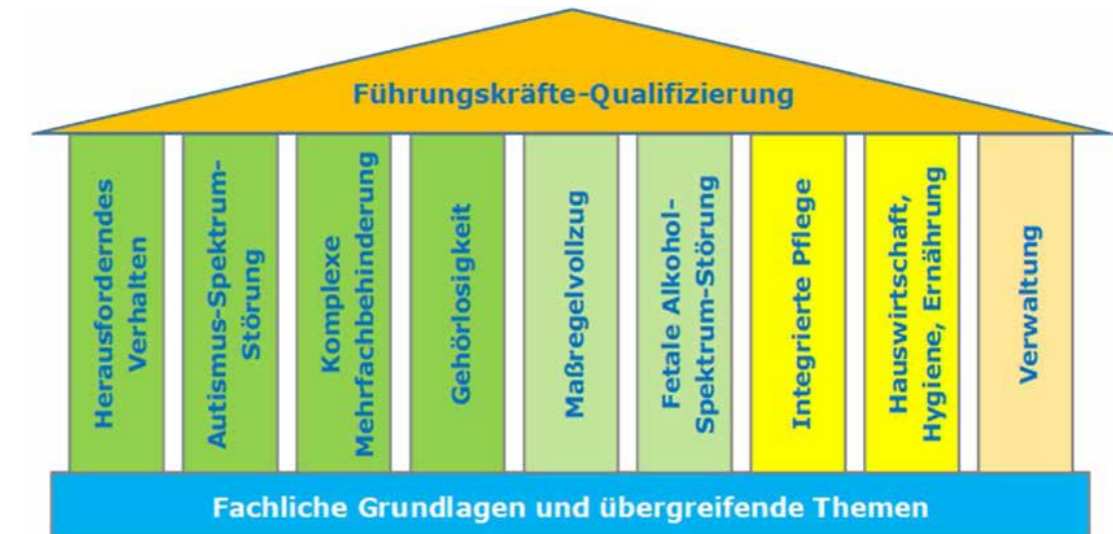 Führungskräfte-Qualifizierung
Herausforderndes
Verhalten
Autismus-Spektrum-
Störung
Komplexe
Mehrfachbehinderung
Gehörlosigkeit
Maßregelvollzug
Fetale Alkohol-
Spektrum-Störung
Integrierte Pflege
Hauswirtschaft,
Hygiene, Ernährung
Verwaltung
Fachliche Grundlagen und übergreifende Themen